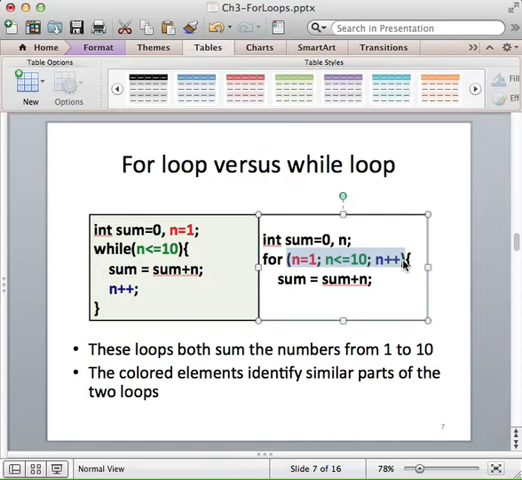 Ch3-ForLoops.pptx
Search in Presentation
Home Format Themes Tables Charts SmartArt Transitions
Table Options Table Styles
New Options Shading Effects
For loop versus while loop
int sum=0, n=1;
while(n<=10){
sum = sum+n;
n++;
}
int sum=0, n;
for (n=1; n<=10; n++){
sum = sum+n;
• These loops both sum the numbers from 1 to 10
• The colored elements identify similar parts of the
two loops
7
Normal View Slide 7 of 16 78%